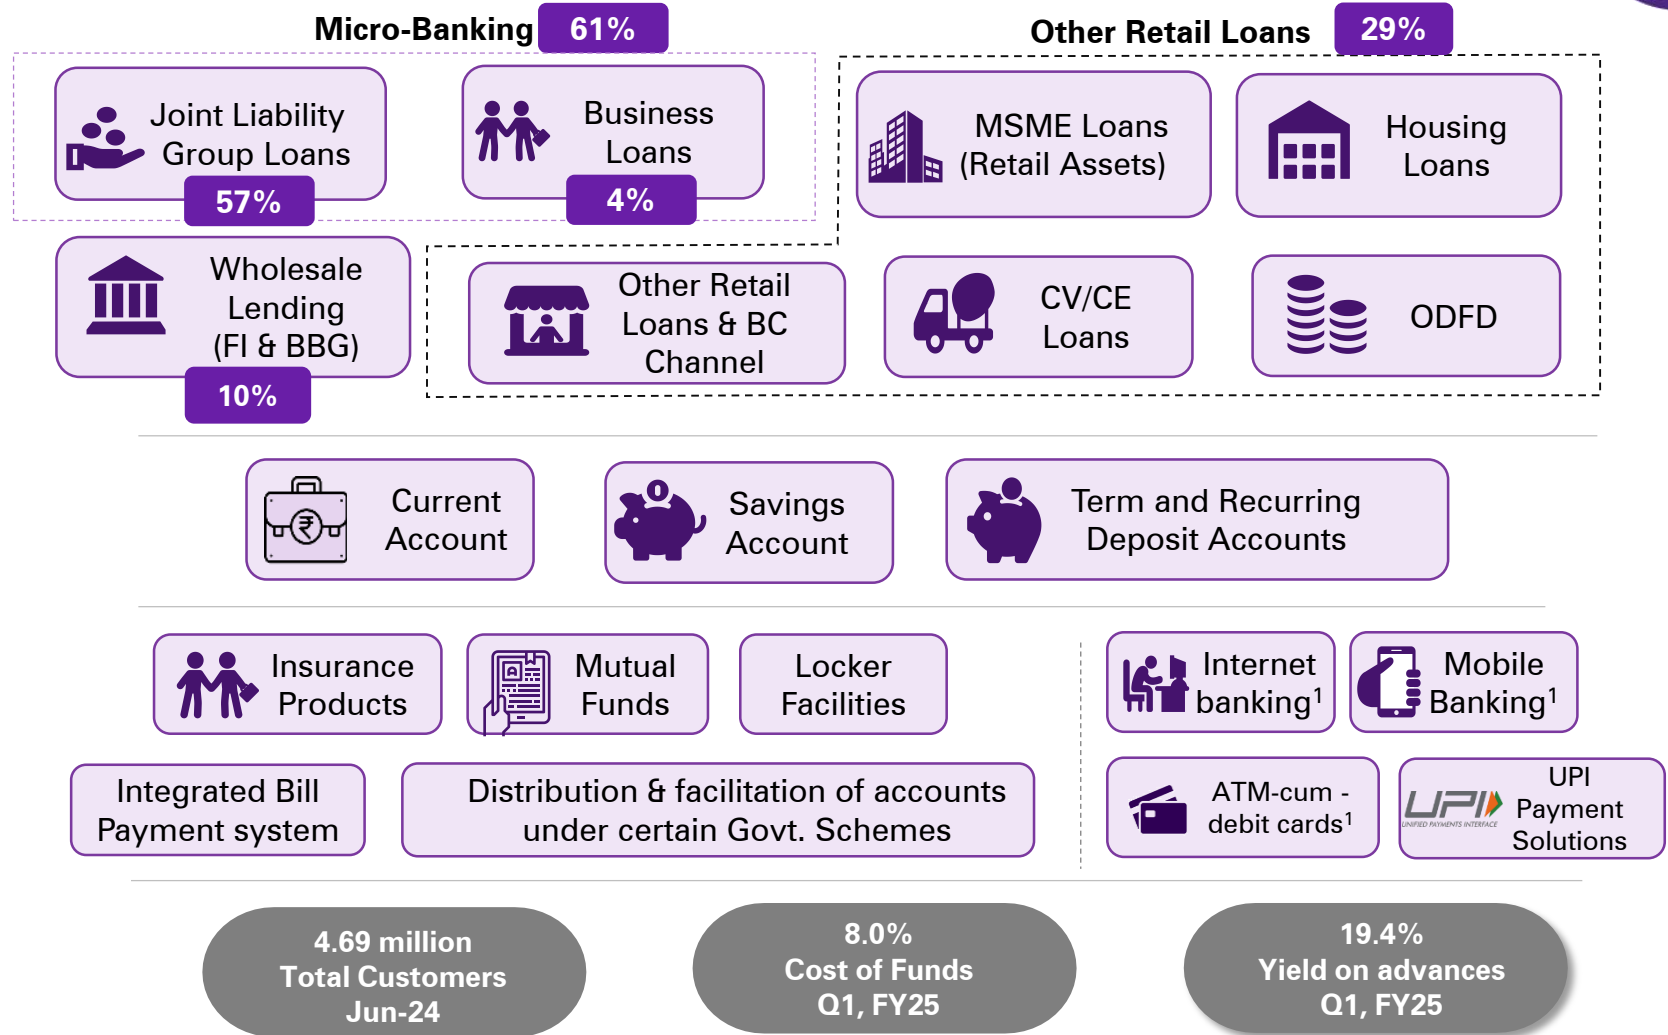 Micro-Banking 61%
Other Retail Loans 29%
Joint Liability
Group Loans
57%
Business
Loans
4%
MSME Loans
(Retail Assets)
Housing
Loans
Wholesale
Lending
(FI & BBG)
10%
Other Retail
Loans & BC
Channel
CV/CE
Loans
ODFD
Current
Account
Savings
Account
Term and Recurring
Deposit Accounts
Insurance
Products
Mutual
Funds
Locker
Facilities
Internet
banking¹
Mobile
Banking¹
Integrated Bill
Payment system
Distribution & facilitation of accounts
under certain Govt. Schemes
ATM-cum -
debit cards¹
UPI
UNIFIED PAYMENTS INTERFACE
UPI
Payment
Solutions
4.69 million
Total Customers
Jun-24
8.0%
Cost of Funds
Q1, FY25
19.4%
Yield on advances
Q1, FY25